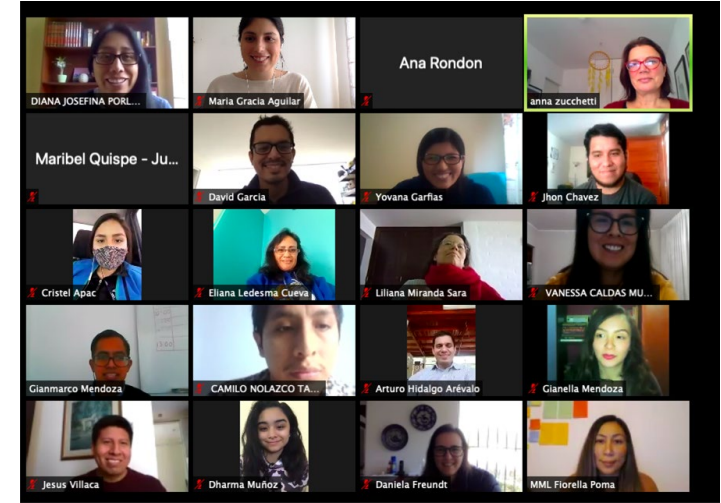 DIANA JOSEFINA PORL...
Maria Gracia Aguilar
Ana Rondon
anna zucchetti
Maribel Quispe - Ju...
David García
Yovana Garfias
Jhon Chavez
Cristel Apac
Eliana Ledesma Cueva
Liliana Miranda Sara
VANESSA CALDAS MU...
Gianmarco Mendoza
CAMILO NOLAZCO TA...
Arturo Hidalgo Arévalo
Gianella Mendoza
Jesus Villaca
Dharma Muñoz
Daniela Freundt
MML Fiorella Poma